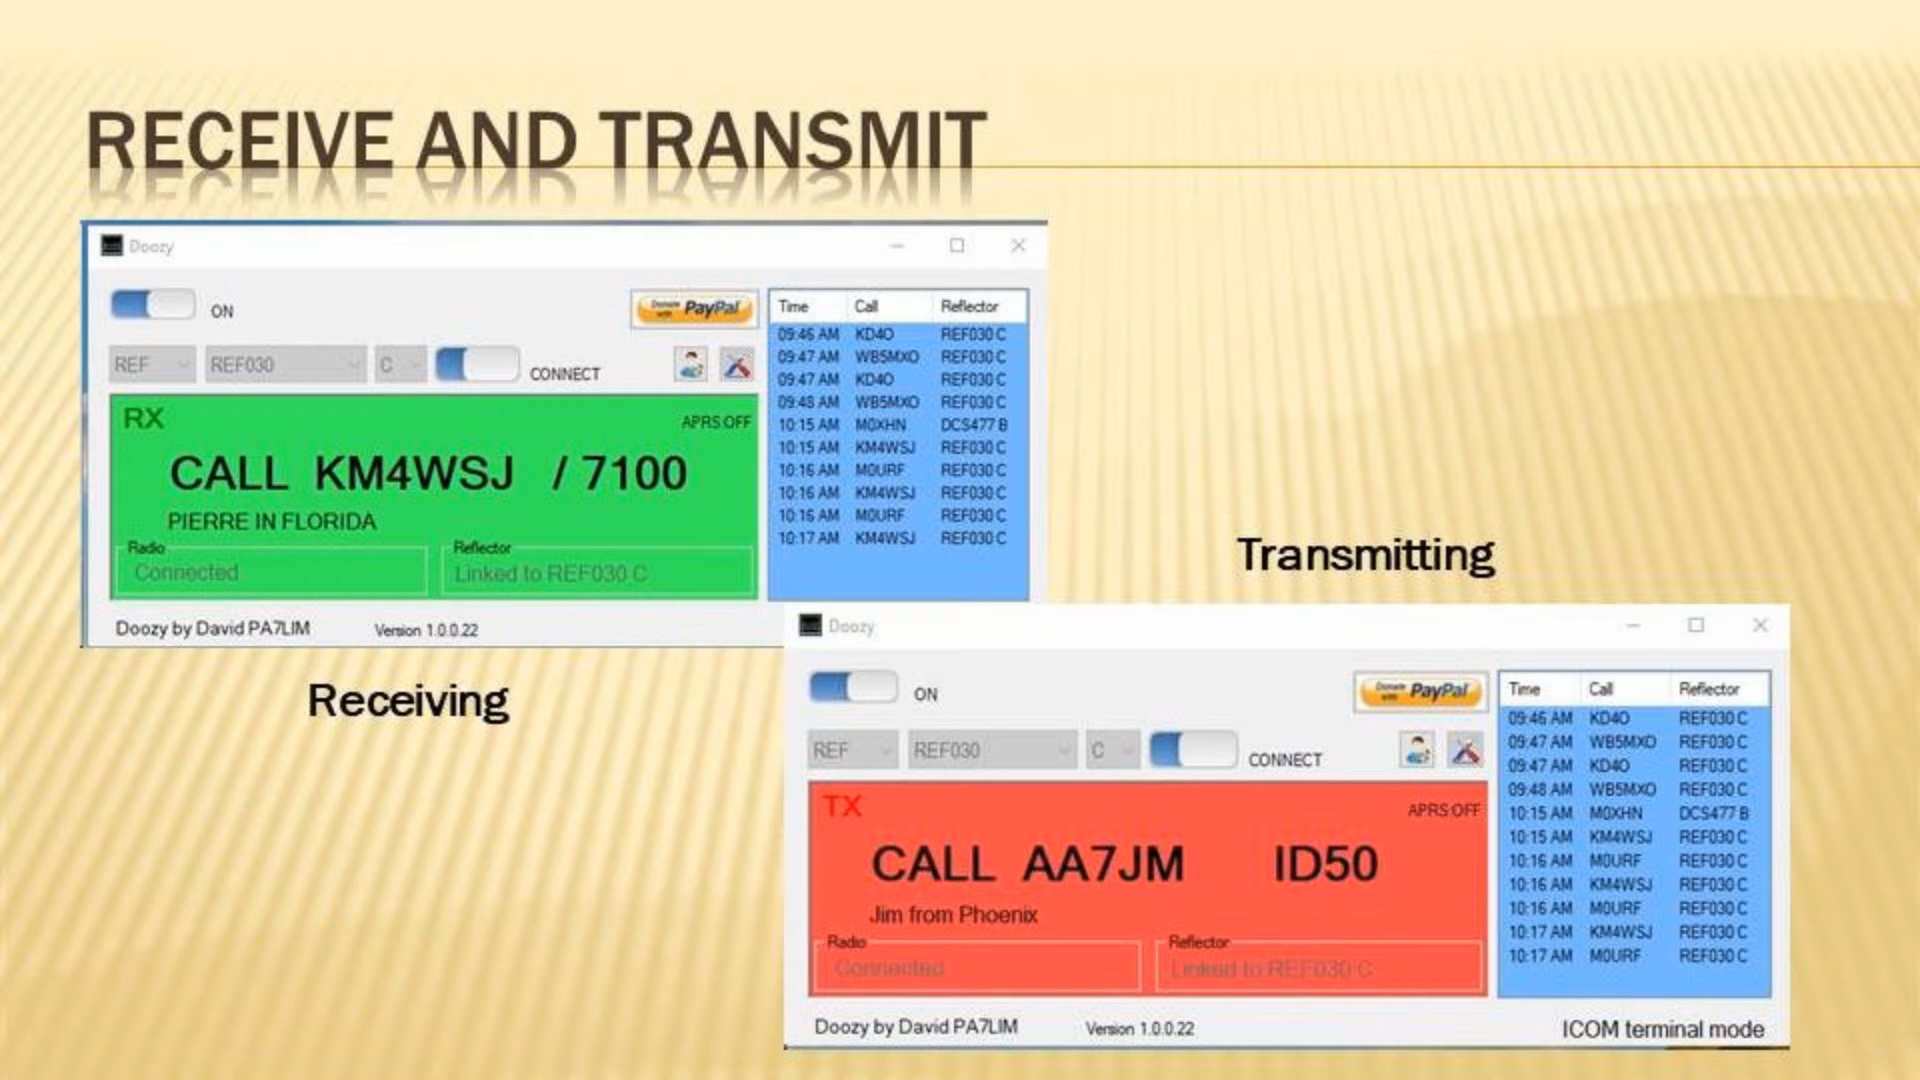 RECEIVE AND TRANSMIT
Doozy
ON
Donate with PayPal
REF REF030 C CONNECT
RX APRS OFF
CALL KM4WSJ / 7100
PIERRE IN FLORIDA
Radio Reflector
Connected Linked to REF030 C
Doozy by David PA7LIM Version 1.0.0.22
Time Call Reflector
09:46 AM KD4O REF030 C
09:47 AM WB5MXO REF030 C
09:47 AM KD4O REF030 C
09:48 AM WB5MXO REF030 C
10:15 AM M0XHN DCS477 B
10:15 AM KM4WSJ REF030 C
10:16 AM M0URF REF030 C
10:16 AM KM4WSJ REF030 C
10:16 AM M0URF REF030 C
10:17 AM KM4WSJ REF030 C
Receiving
Transmitting
Doozy
ON
Donate with PayPal
REF REF030 C CONNECT
TX APRS OFF
CALL AA7JM ID50
Jim from Phoenix
Radio Reflector
Connected Linked to REF030 C
Doozy by David PA7LIM Version 1.0.0.22 ICOM terminal mode
Time Call Reflector
09:46 AM KD4O REF030 C
09:47 AM WB5MXO REF030 C
09:47 AM KD4O REF030 C
09:48 AM WB5MXO REF030 C
10:15 AM M0XHN DCS477 B
10:15 AM KM4WSJ REF030 C
10:16 AM M0URF REF030 C
10:16 AM KM4WSJ REF030 C
10:16 AM M0URF REF030 C
10:17 AM KM4WSJ REF030 C
10:17 AM M0URF REF030 C